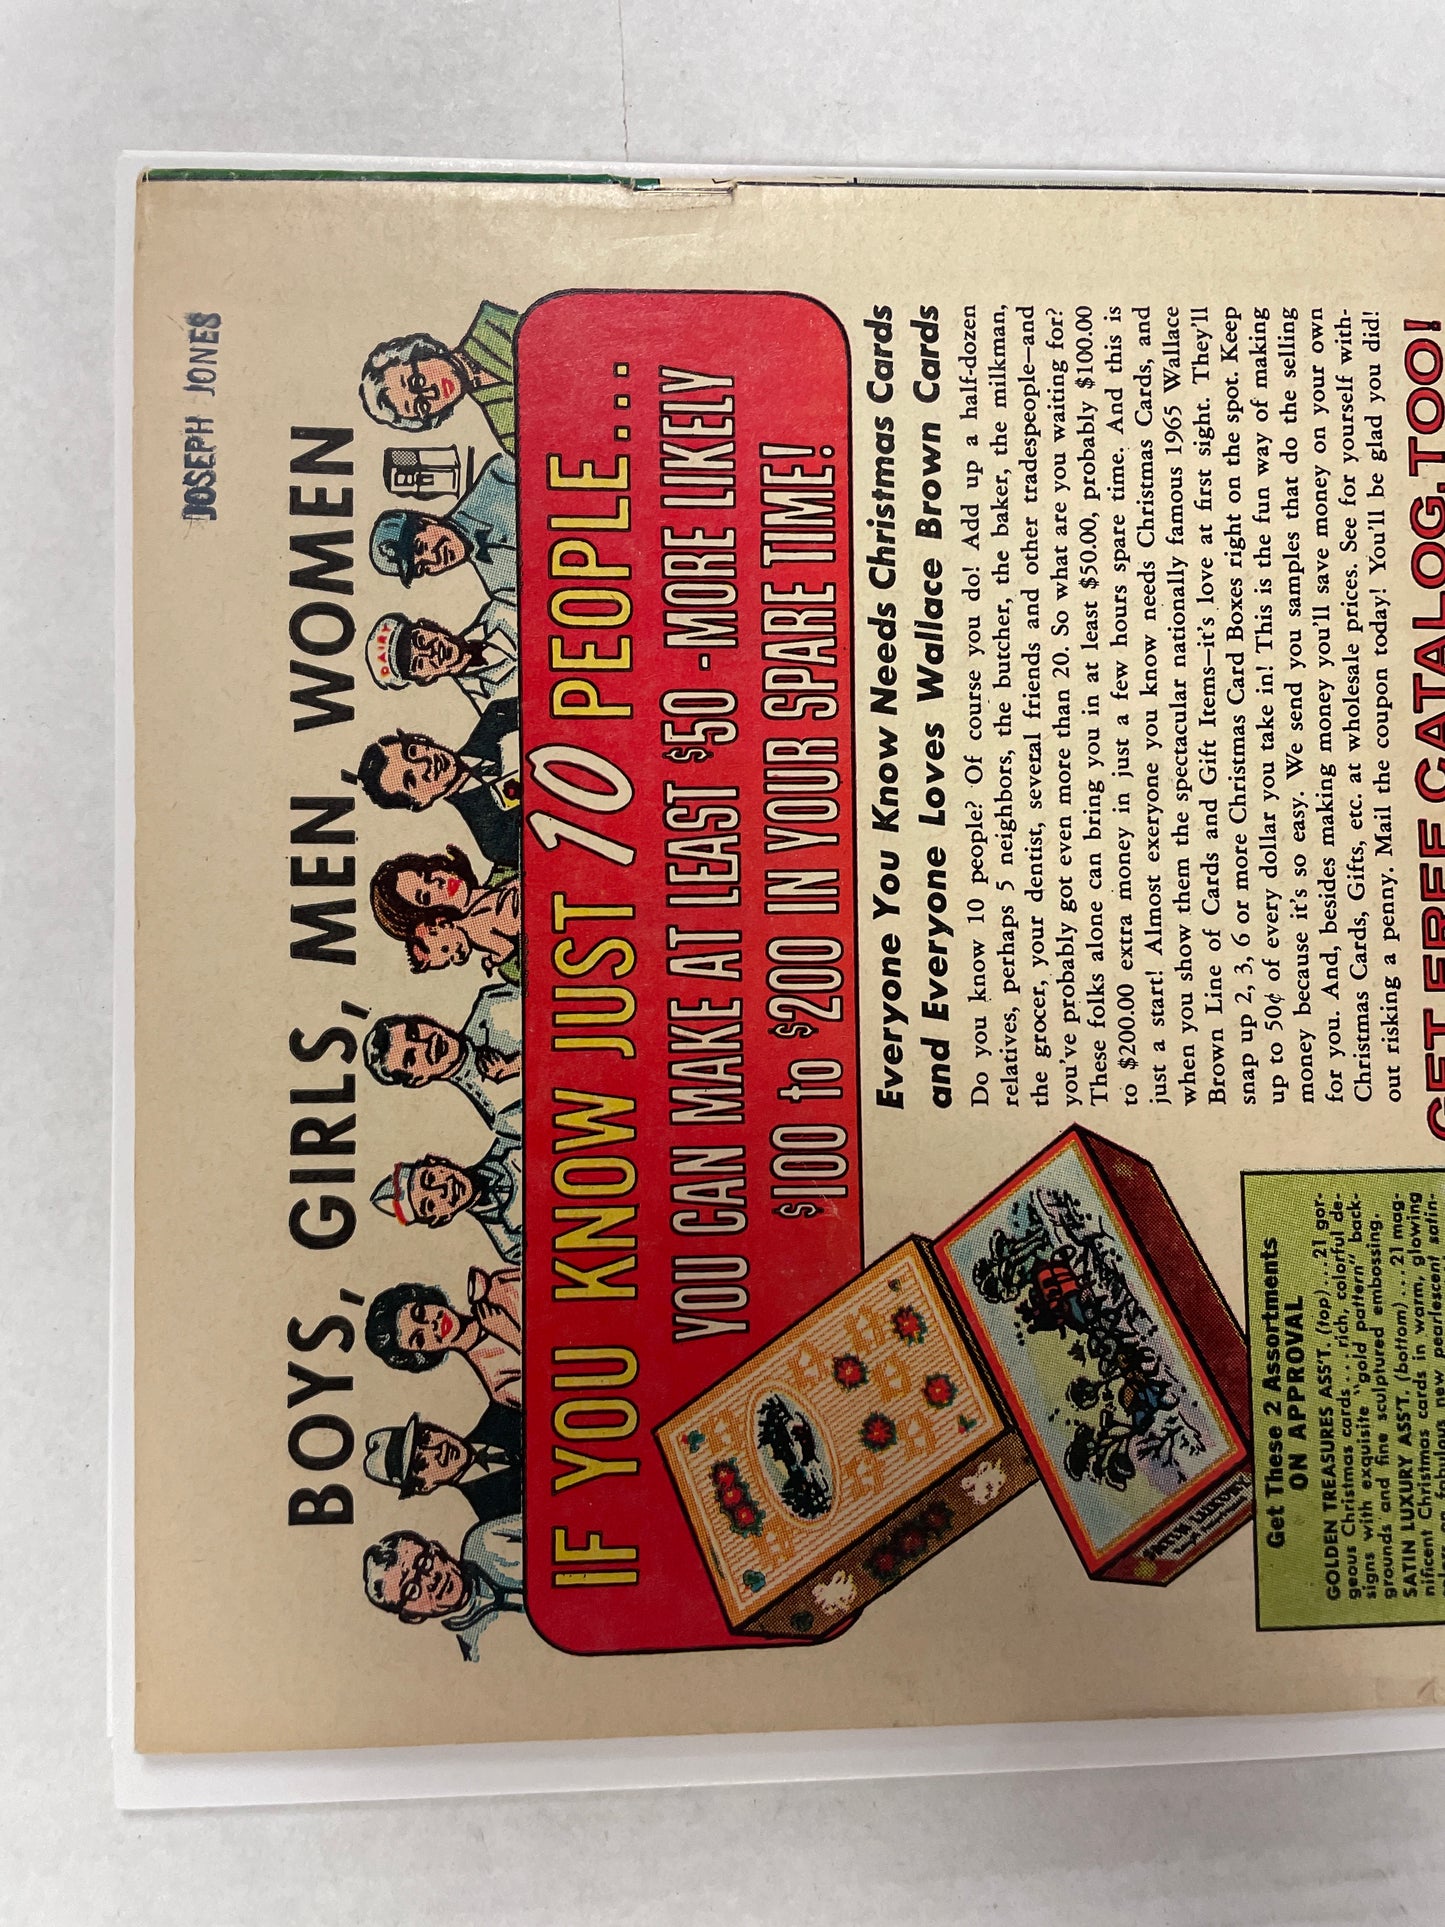 JOSEPH JONES
BOYS, GIRLS, MEN, WOMEN
DAIRY
IF YOU KNOW JUST 10 PEOPLE...
YOU CAN MAKE AT LEAST $50 - MORE LIKELY
$100 to $200 IN YOUR SPARE TIME!
Everyone You Know Needs Christmas Cards
and Everyone Loves Wallace Brown Cards
Do you know 10 people? Of course you do! Add up a half-dozen
relatives, perhaps 5 neighbors, the butcher, the baker, the milkman,
the grocer, your dentist, several friends and other tradespeople—and
you've probably got even more than 20. So what are you waiting for?
These folks alone can bring you in at least $50.00, probably $100.00
to $200.00 extra money in just a few hours spare time. And this is
just a start! Almost exeryone you know needs Christmas Cards, and
when you show them the spectacular nationally famous 1965 Wallace
Brown Line of Cards and Gift Items—it's love at first sight. They'll
snap up 2, 3, 6 or more Christmas Card Boxes right on the spot. Keep
up to 50¢ of every dollar you take in! This is the fun way of making
money because it's so easy. We send you samples that do the selling
for you. And, besides making money you'll save money on your own
Christmas Cards, Gifts, etc. at wholesale prices. See for yourself with-
out risking a penny. Mail the coupon today! You'll be glad you did!
GET FREE CATALOG, TOO!
Get These 2 Assortments
ON APPROVAL
GOLDEN TREASURES ASS'T. (top)...21 gor-
geous Christmas cards ... rich, colorful de-
signs with exquisite "gold pattern" back-
grounds and fine sculptured embossing.
SATIN LUXURY ASS'T. (bottom) ... 21 mag-
nificent Christmas cards in warm, glowing
new pearlescent satin-